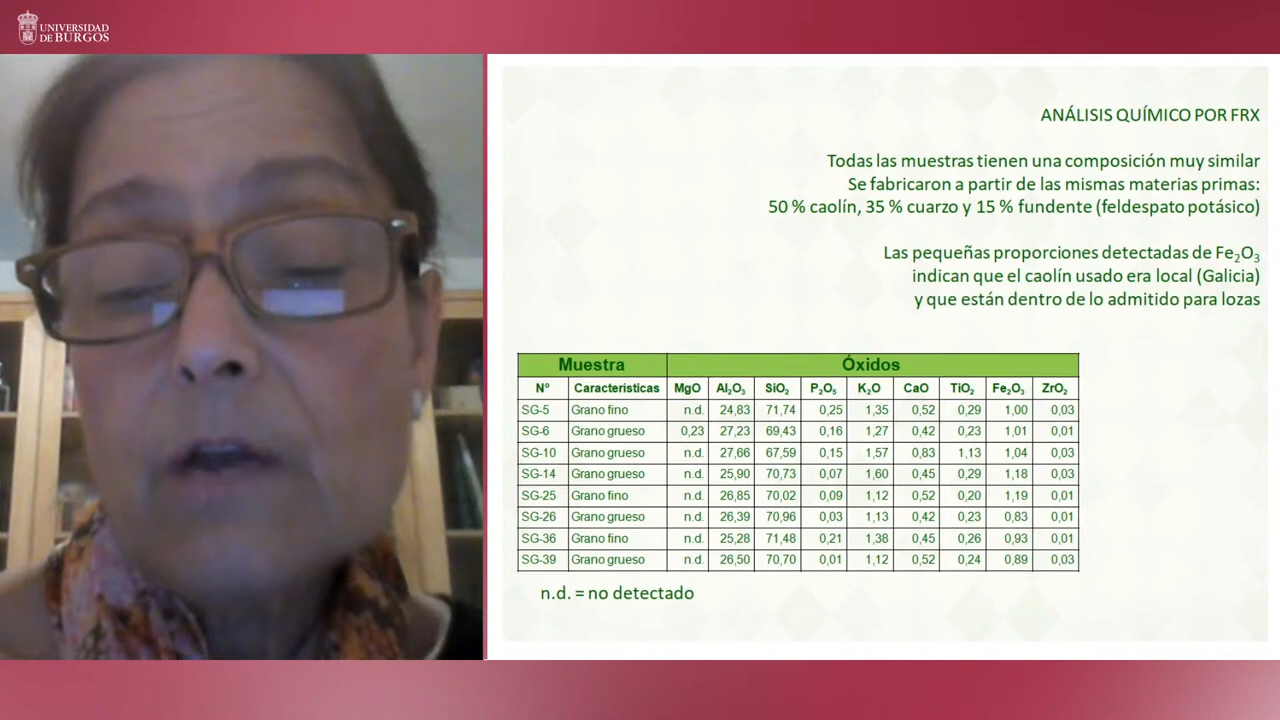 UNIVERSIDAD
DE BURGOS
ANÁLISIS QUÍMICO POR FRX
Todas las muestras tienen una composición muy similar
Se fabricaron a partir de las mismas materias primas:
50 % caolín, 35 % cuarzo y 15 % fundente (feldespato potásico)
Las pequeñas proporciones detectadas de Fe₂O₃
indican que el caolín usado era local (Galicia)
y que están dentro de lo admitido para lozas
Muestra Óxidos
Nº Características MgO Al₂O₃ SiO₂ P₂O₅ K₂O CaO TiO₂ Fe₂O₃ ZrO₂
SG-5 Grano fino n.d. 24,83 71,74 0,25 1,35 0,52 0,29 1,00 0,03
SG-6 Grano grueso 0,23 27,23 69,43 0,16 1,27 0,42 0,23 1,01 0,01
SG-10 Grano grueso n.d. 27,66 67,59 0,15 1,57 0,83 1,13 1,04 0,03
SG-14 Grano grueso n.d. 25,90 70,73 0,07 1,60 0,45 0,29 1,18 0,03
SG-25 Grano fino n.d. 26,85 70,02 0,09 1,12 0,52 0,20 1,19 0,01
SG-26 Grano grueso n.d. 26,39 70,96 0,03 1,13 0,42 0,23 0,83 0,01
SG-36 Grano fino n.d. 25,28 71,48 0,21 1,38 0,45 0,26 0,93 0,01
SG-39 Grano grueso n.d. 26,50 70,70 0,01 1,12 0,52 0,24 0,89 0,03
n.d. = no detectado